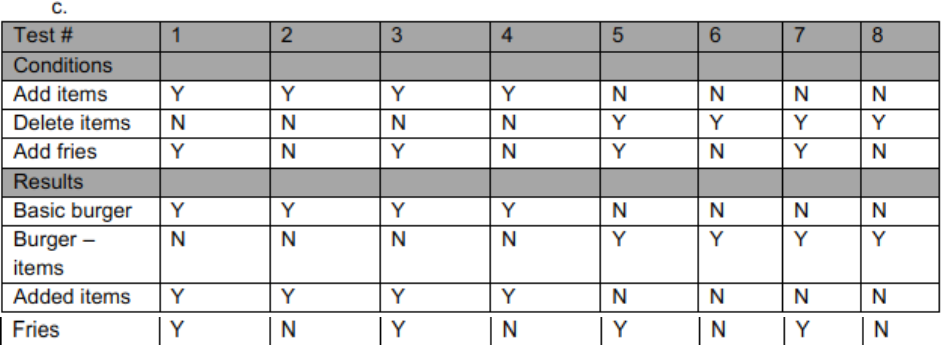 c.
Test # 1 2 3 4 5 6 7 8
Conditions
Add items Y Y Y Y N N N N
Delete items N N N N Y Y Y Y
Add fries Y N Y N Y N Y N
Results
Basic burger Y Y Y Y N N N N
Burger – N N N N Y Y Y Y
items
Added items Y Y Y Y N N N N
Fries Y N Y N Y N Y N